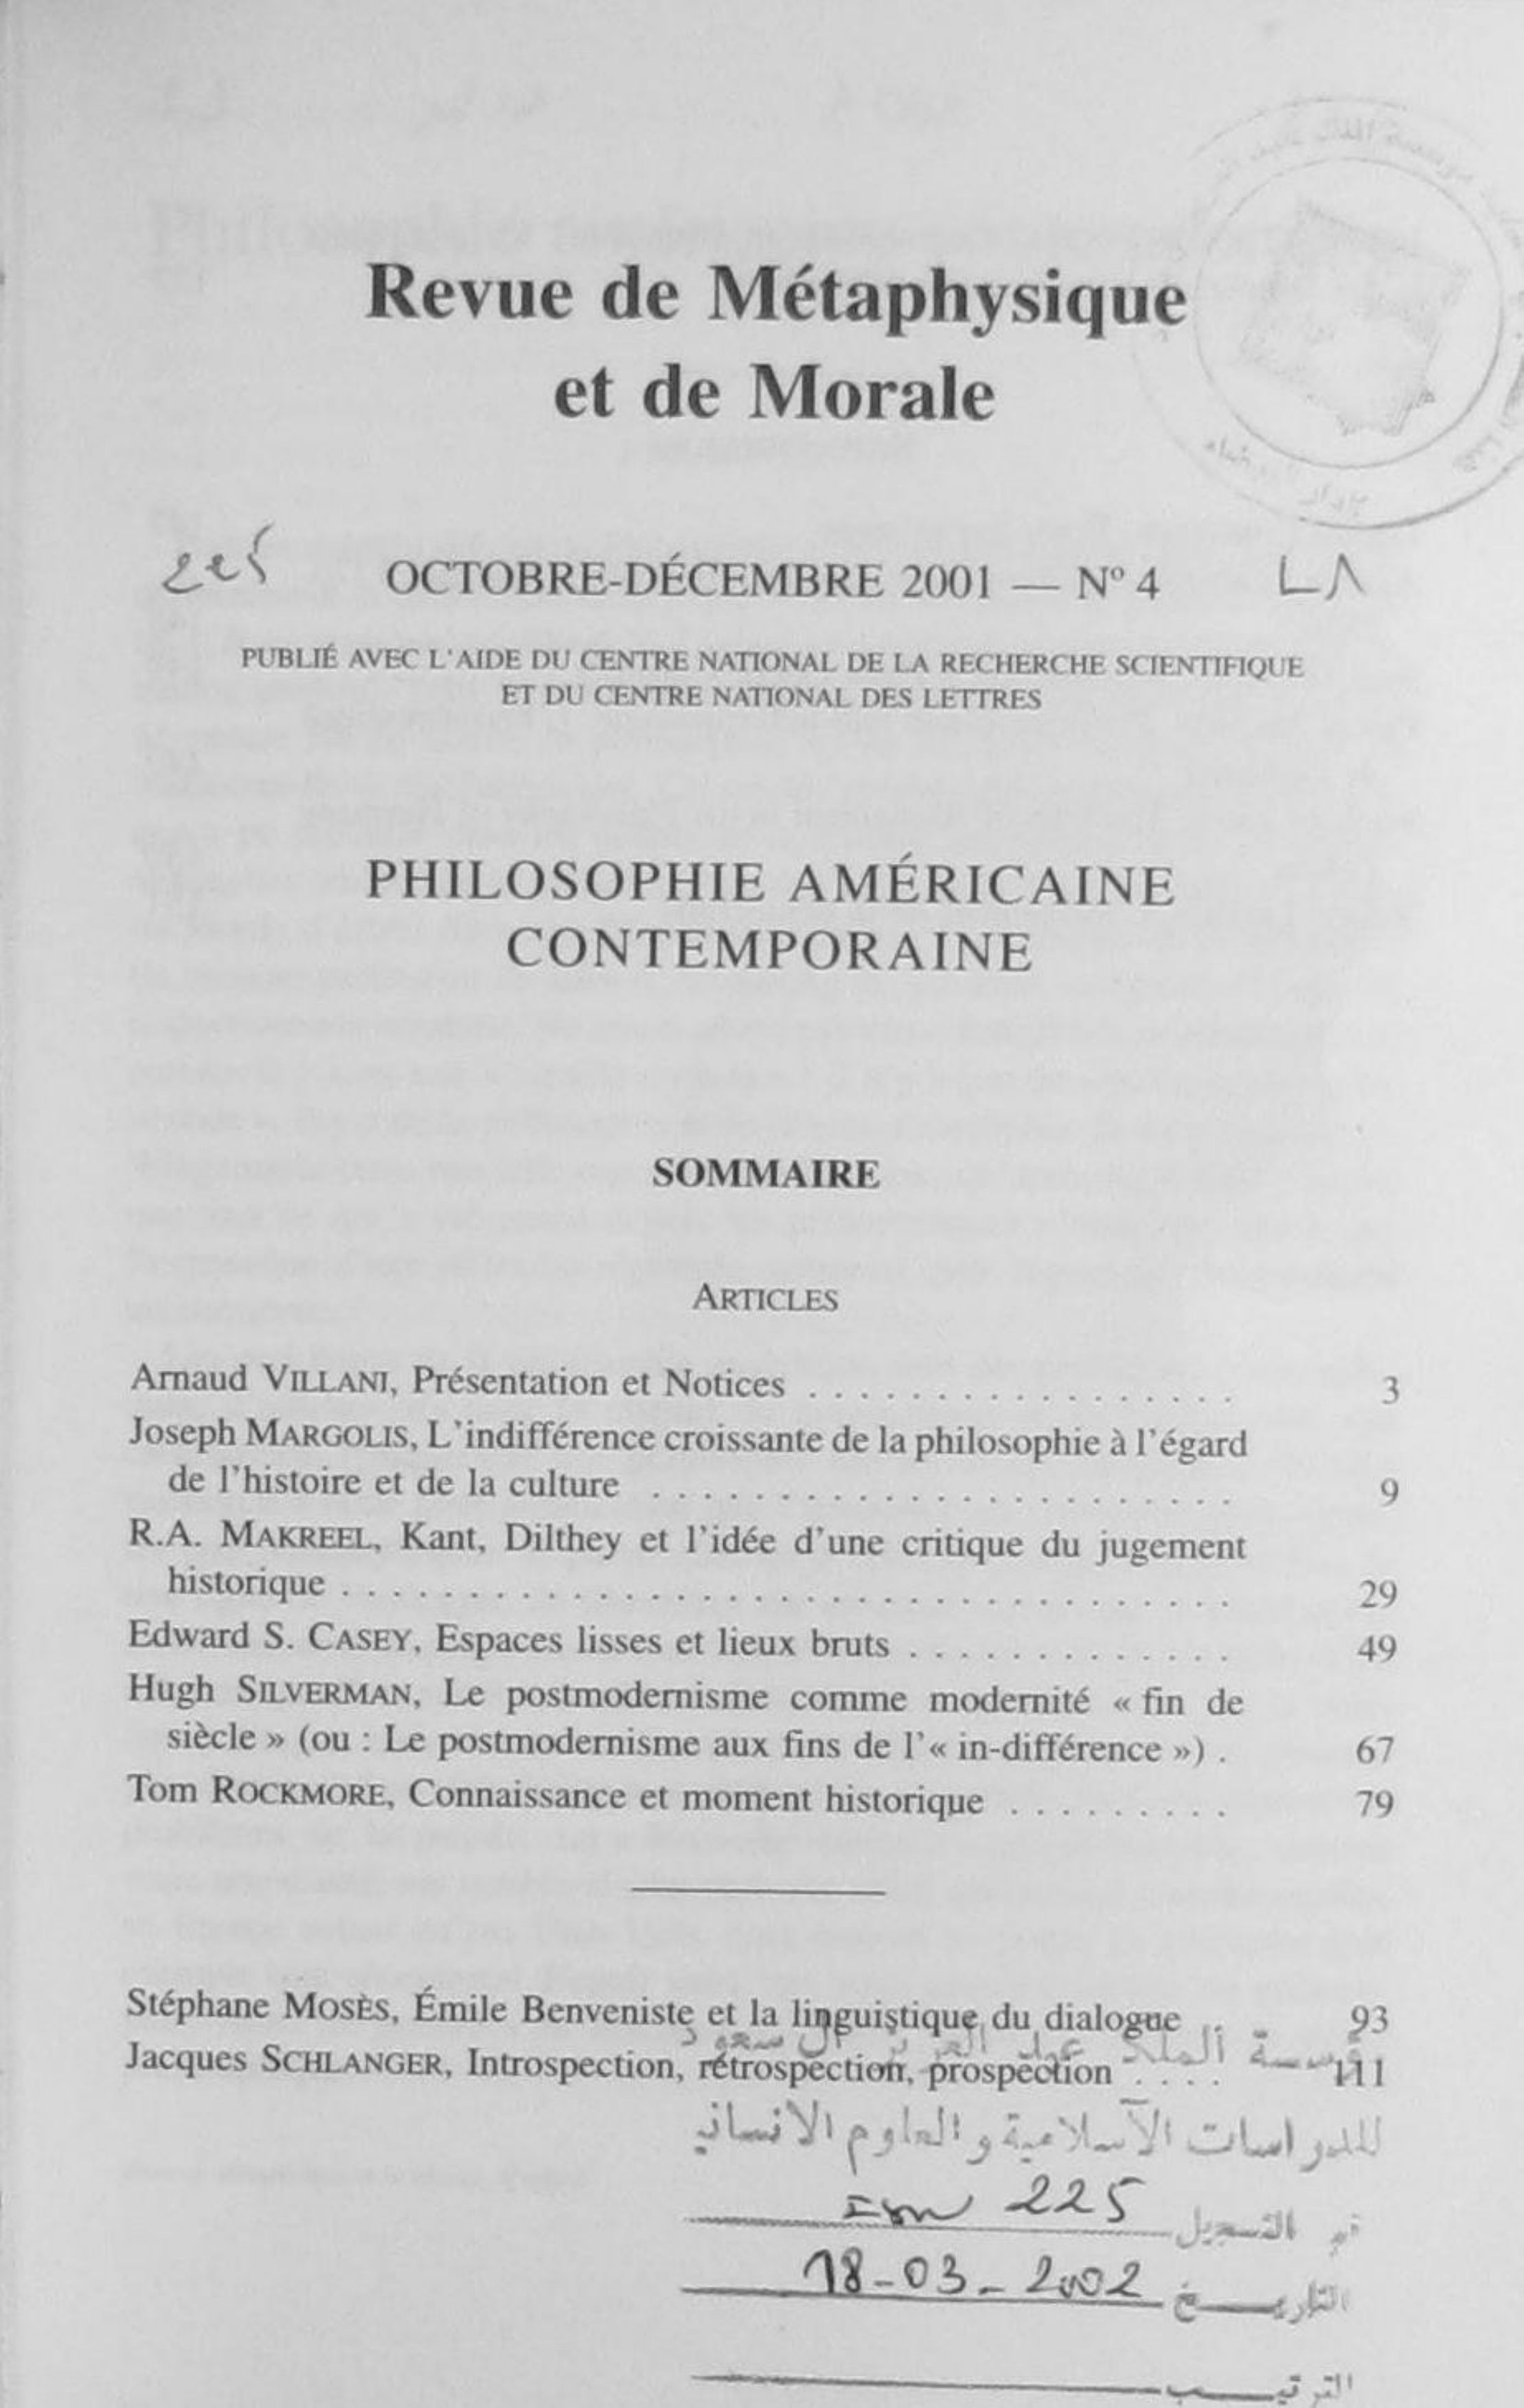 Revue de Métaphysique
et de Morale
225 OCTOBRE-DÉCEMBRE 2001 — N° 4
PUBLIÉ AVEC L'AIDE DU CENTRE NATIONAL DE LA RECHERCHE SCIENTIFIQUE
ET DU CENTRE NATIONAL DES LETTRES
PHILOSOPHIE AMÉRICAINE
CONTEMPORAINE
SOMMAIRE
ARTICLES
Arnaud VILLANI, Présentation et Notices . . . . . . . . . . . . . . . . . 3
Joseph MARGOLIS, L'indifférence croissante de la philosophie à l'égard
de l'histoire et de la culture . . . . . . . . . . . . . . . . . . . . . . . 9
R.A. MAKREEL, Kant, Dilthey et l'idée d'une critique du jugement
historique . . . . . . . . . . . . . . . . . . . . . . . . . . . . . . . . . . . 29
Edward S. CASEY, Espaces lisses et lieux bruts . . . . . . . . . . . . . 49
Hugh SILVERMAN, Le postmodernisme comme modernité « fin de
siècle » (ou : Le postmodernisme aux fins de l'« in-différence ») . 67
Tom ROCKMORE, Connaissance et moment historique . . . . . . . . . 79
Stéphane MOSÈS, Émile Benveniste et la linguistique du dialogue . . 93
مؤسسة الملك عبد العزيز آل سعود
Jacques SCHLANGER, Introspection, rétrospection, prospection . . . . 111
للدراسات الآسلامية و العلوم الانسانية
التسجيل 225
التاريــخ 18-03-2002
الترتيــب